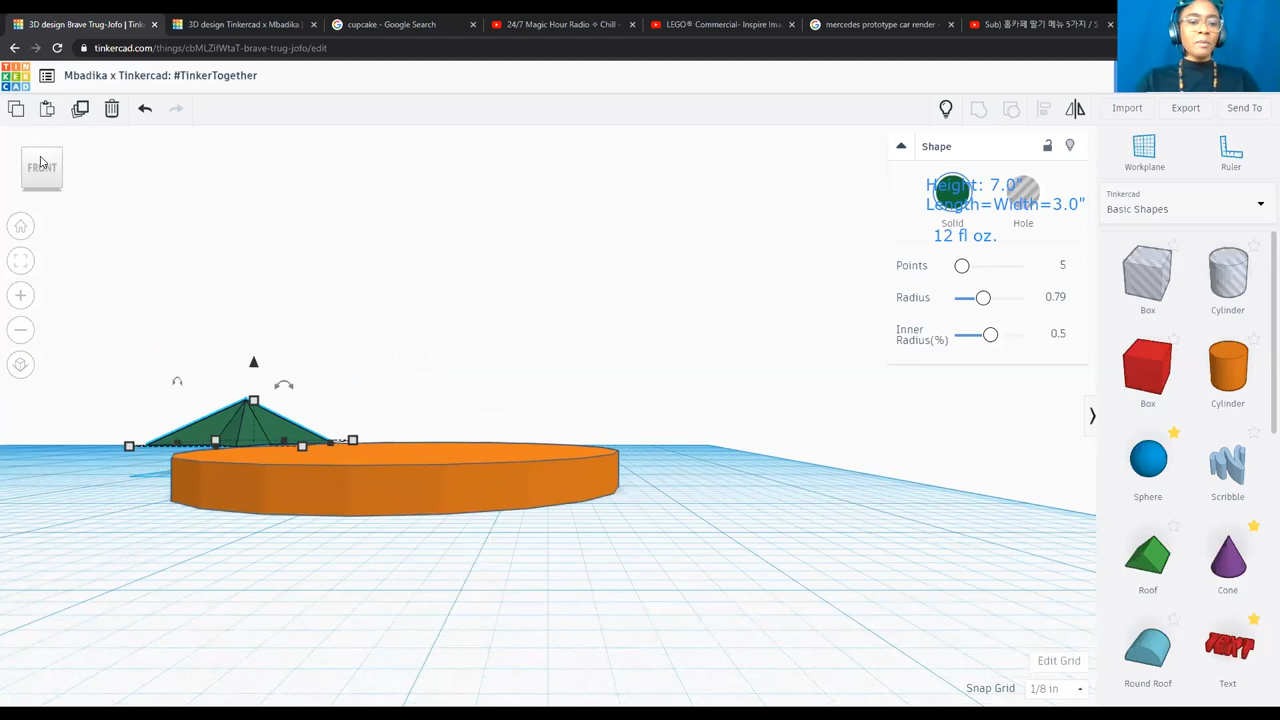 3D design Brave Trug-Jofo | Tink
3D design Tinkercad x Mbadika |
cupcake - Google Search
24/7 Magic Hour Radio ✧ Chill -
LEGO® Commercial- Inspire Ima
mercedes prototype car render -
Sub) 홈카페 딸기 메뉴 5가지 / 5
tinkercad.com/things/cbMLZifWtaT-brave-trug-jofo/edit
TIN
KER
CAD
Mbadika x Tinkercad: #TinkerTogether
Import
Export
Send To
FRONT
Shape
Height: 7.0"
Length=Width=3.0"
12 fl oz.
Solid
Hole
Points
5
Radius
0.79
Inner
Radius(%)
0.5
Workplane
Ruler
Tinkercad
Basic Shapes
Box
Cylinder
Box
Cylinder
Sphere
Scribble
Roof
Cone
TEXT
Round Roof
Text
Edit Grid
Snap Grid
1/8 in